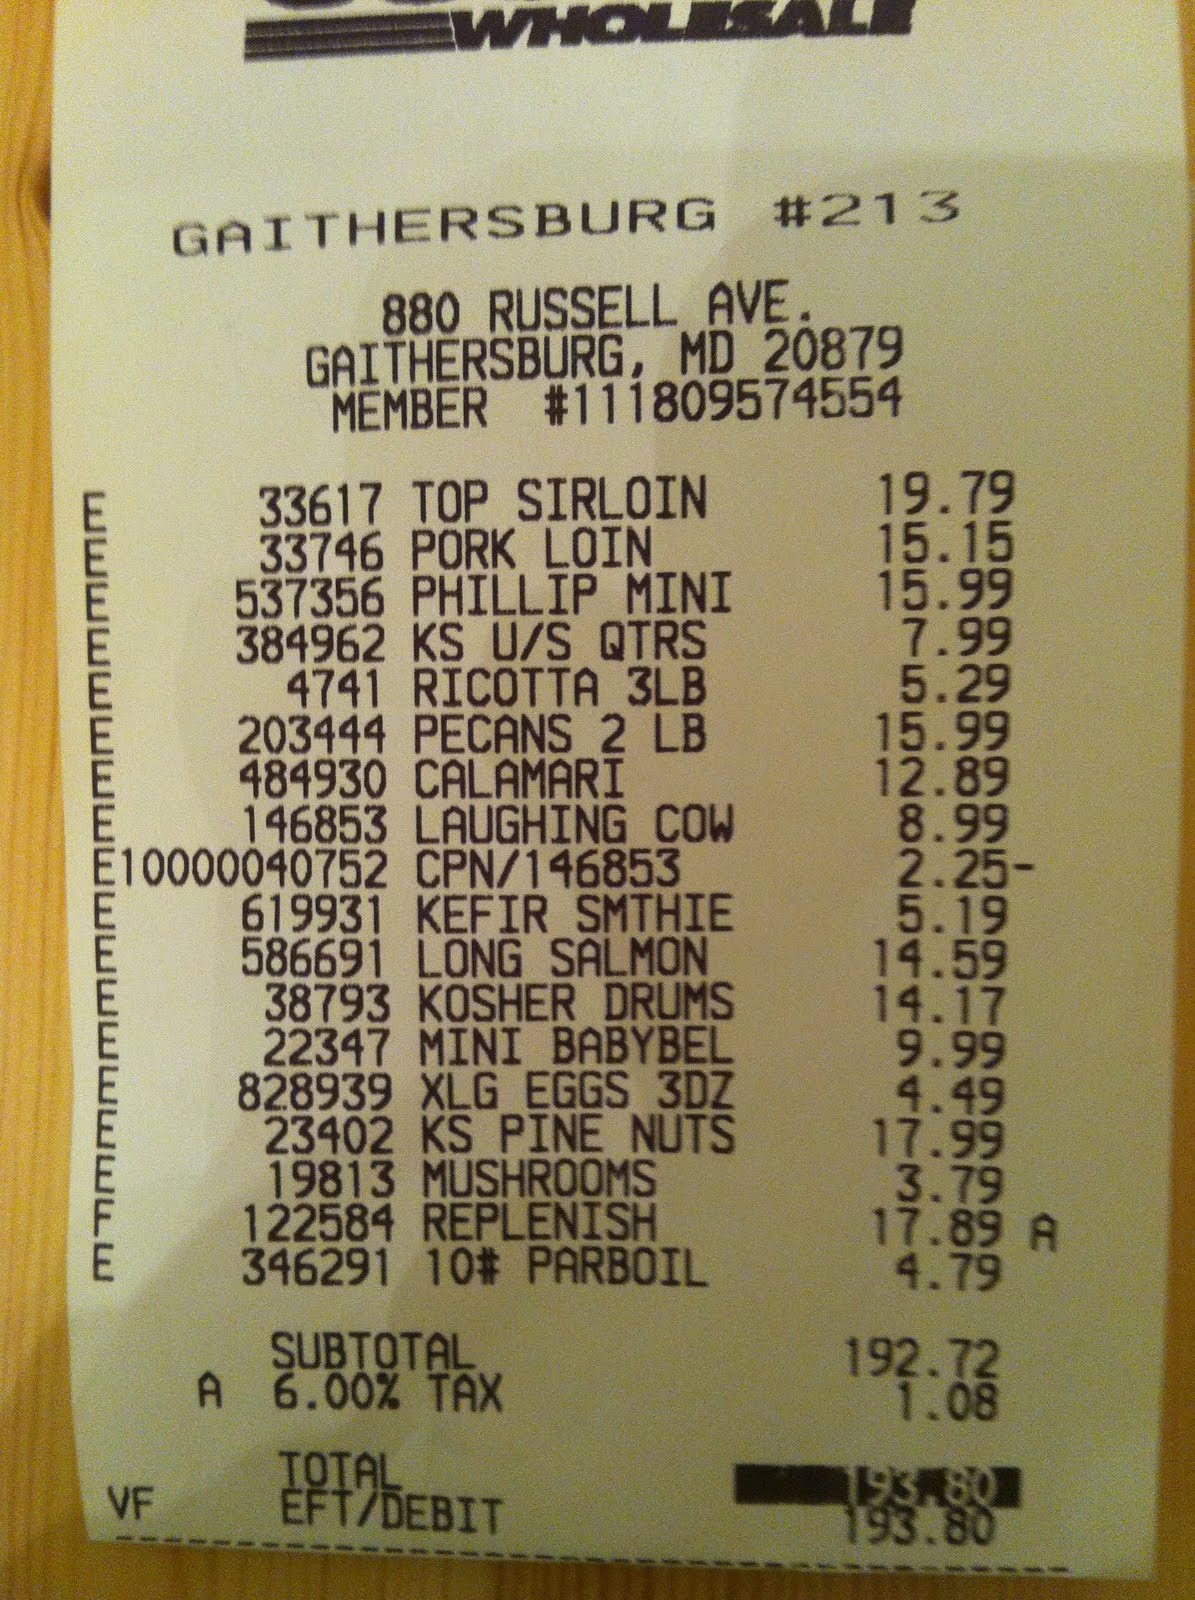 WHOLESALE
GAITHERSBURG #213
880 RUSSELL AVE.
GAITHERSBURG, MD 20879
MEMBER #111809574554
E 33617 TOP SIRLOIN 19.79
E 33746 PORK LOIN 15.15
E 537356 PHILLIP MINI 15.99
E 384962 KS U/S QTRS 7.99
E 4741 RICOTTA 3LB 5.29
E 203444 PECANS 2 LB 15.99
E 484930 CALAMARI 12.89
E 146853 LAUGHING COW 8.99
E 10000040752 CPN/146853 2.25-
E 619931 KEFIR SMTHIE 5.19
E 586691 LONG SALMON 14.59
E 38793 KOSHER DRUMS 14.17
E 22347 MINI BABYBEL 9.99
E 828939 XLG EGGS 3DZ 4.49
E 23402 KS PINE NUTS 17.99
E 19813 MUSHROOMS 3.79
F 122584 REPLENISH 17.89 A
E 346291 10# PARBOIL 4.79
SUBTOTAL 192.72
A 6.00% TAX 1.08
TOTAL 193.80
VF EFT/DEBIT 193.80